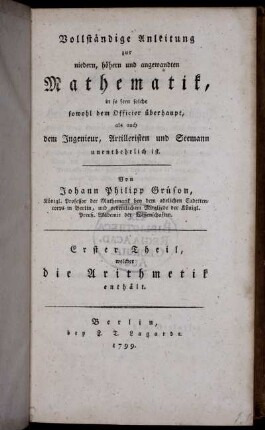 Vollständige Anleitung
zur
niedern, höhern und angewandten
Mathematik,
in so fern solche
sowohl dem Officier überhaupt,
als auch
dem Ingenieur, Artilleristen und Seemann
unentbehrlich ist.
Von
Johann Philipp Grüson,
Königl. Professor der Mathematik bey dem adelichen Cadetten-
corps in Berlin, und ordentlichem Mitgliede der Königl.
Preuß. Akademie der Wissenschaften.
Erster Theil,
welcher
die Arithmetik
enthält.
Berlin,
bey F. T. Lagarde.
1799.